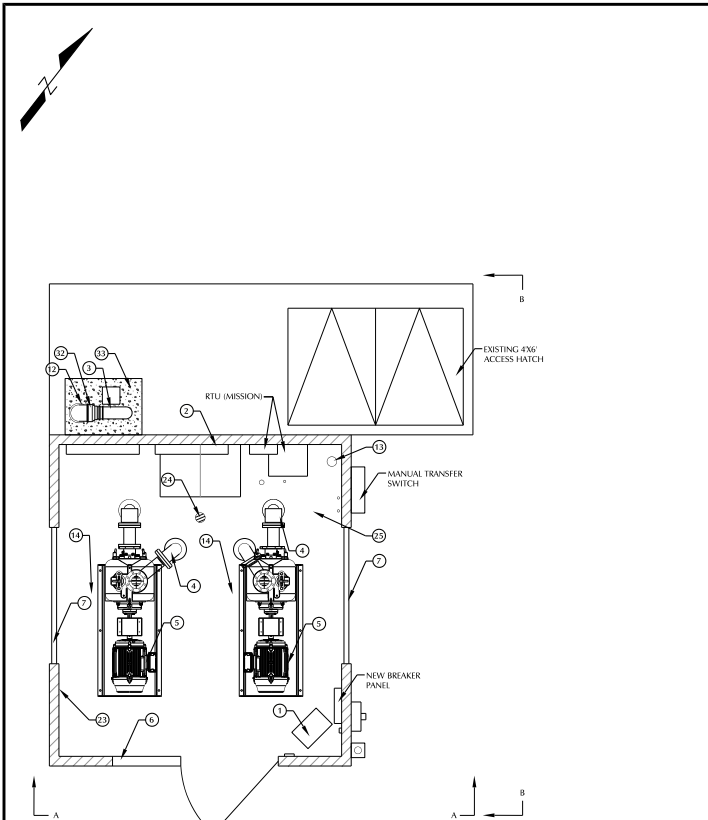 N
B
EXISTING 4'X6'
ACCESS HATCH
32
33
12
3
RTU (MISSION)
2
13
MANUAL TRANSFER
SWITCH
24
25
14
14
4
4
7
7
5
5
NEW BREAKER
PANEL
1
23
6
B
A
A